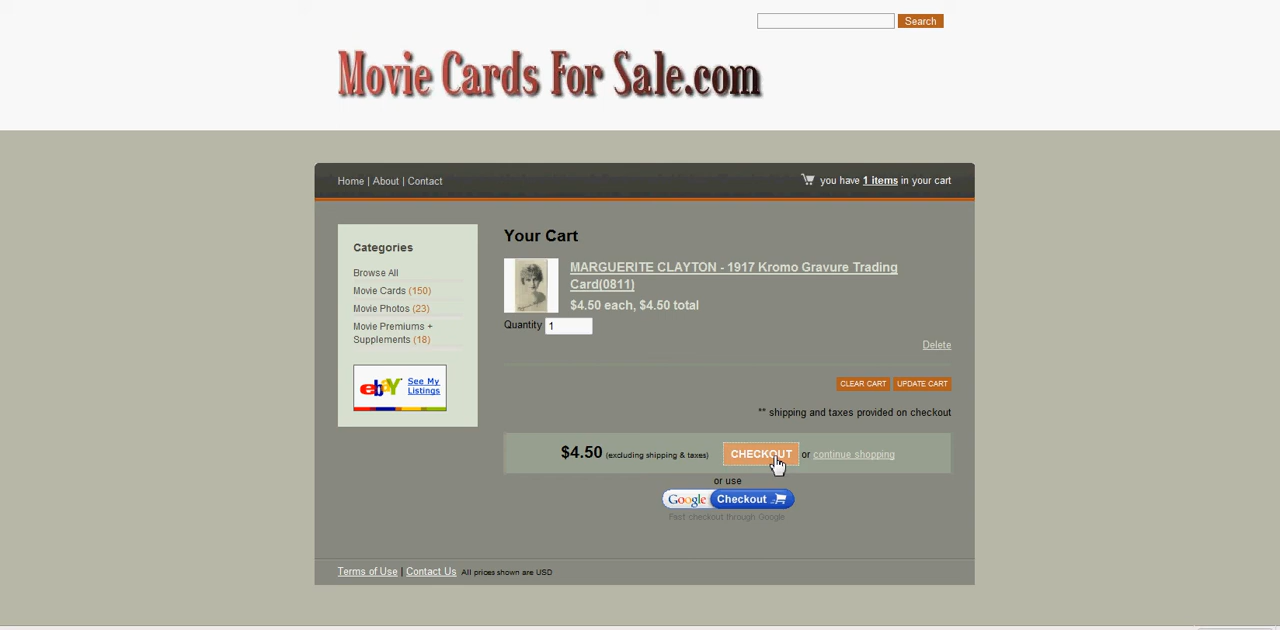 Search
Movie Cards For Sale.com
Home | About | Contact
you have 1 items in your cart
Categories
Browse All
Movie Cards (150)
Movie Photos (23)
Movie Premiums +
Supplements (18)
ebY See My
Listings
Your Cart
MARGUERITE CLAYTON - 1917 Kromo Gravure Trading
Card(0811)
$4.50 each, $4.50 total
Quantity 1
Delete
CLEAR CART UPDATE CART
** shipping and taxes provided on checkout
$4.50 (excluding shipping & taxes) CHECKOUT or continue shopping
or use
Google Checkout
Fast checkout through Google
Terms of Use | Contact Us All prices shown are USD